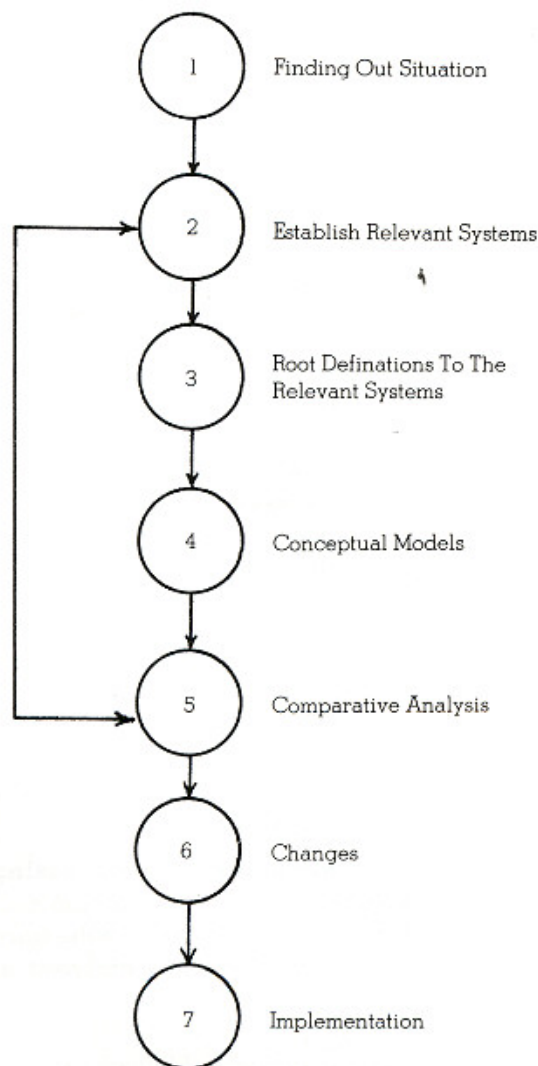 1
Finding Out Situation
2
Establish Relevant Systems
3
Root Definations To The
Relevant Systems
4
Conceptual Models
5
Comparative Analysis
6
Changes
7
Implementation